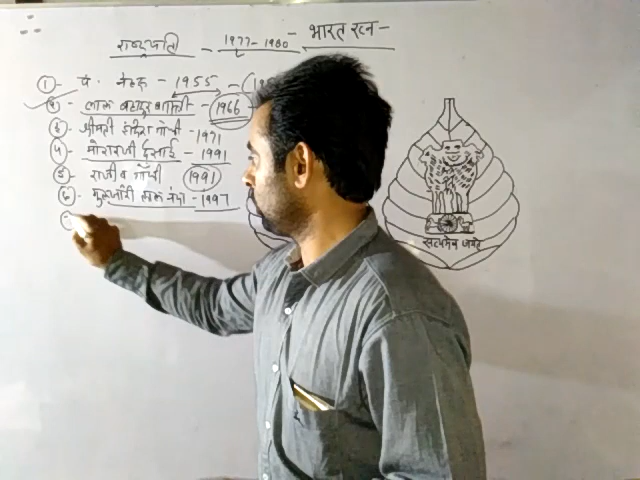 राष्ट्रपति - 1977-1980 - भारत रत्न -
① - पं. नेहरू - 1955 -
② - लाल बहादुर शास्त्री - 1966
③ - श्रीमती इंदिरा गाँधी - 1971
④ - मोरारजी देसाई - 1991
⑤ - राजीव गाँधी 1991
⑥ - गुलजारी लाल नंदा - 1997
सत्यमेव जयते